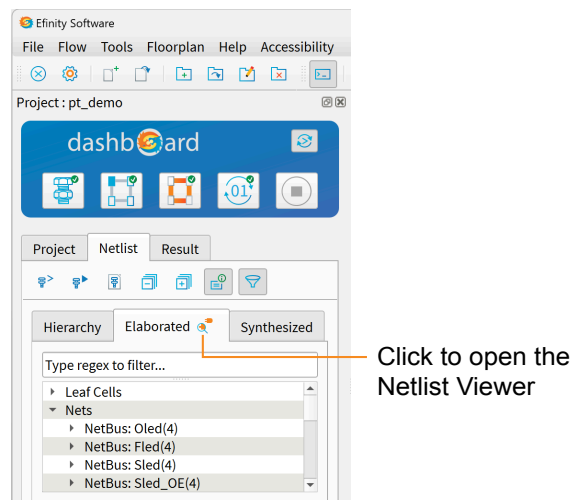 Efinity Software
File Flow Tools Floorplan Help Accessibility
Project : pt_demo
dashboard
01
Project Netlist Result
Hierarchy Elaborated Synthesized
Type regex to filter...
Leaf Cells
Nets
NetBus: Oled(4)
NetBus: Fled(4)
NetBus: Sled(4)
NetBus: Sled_OE(4)
Click to open the
Netlist Viewer